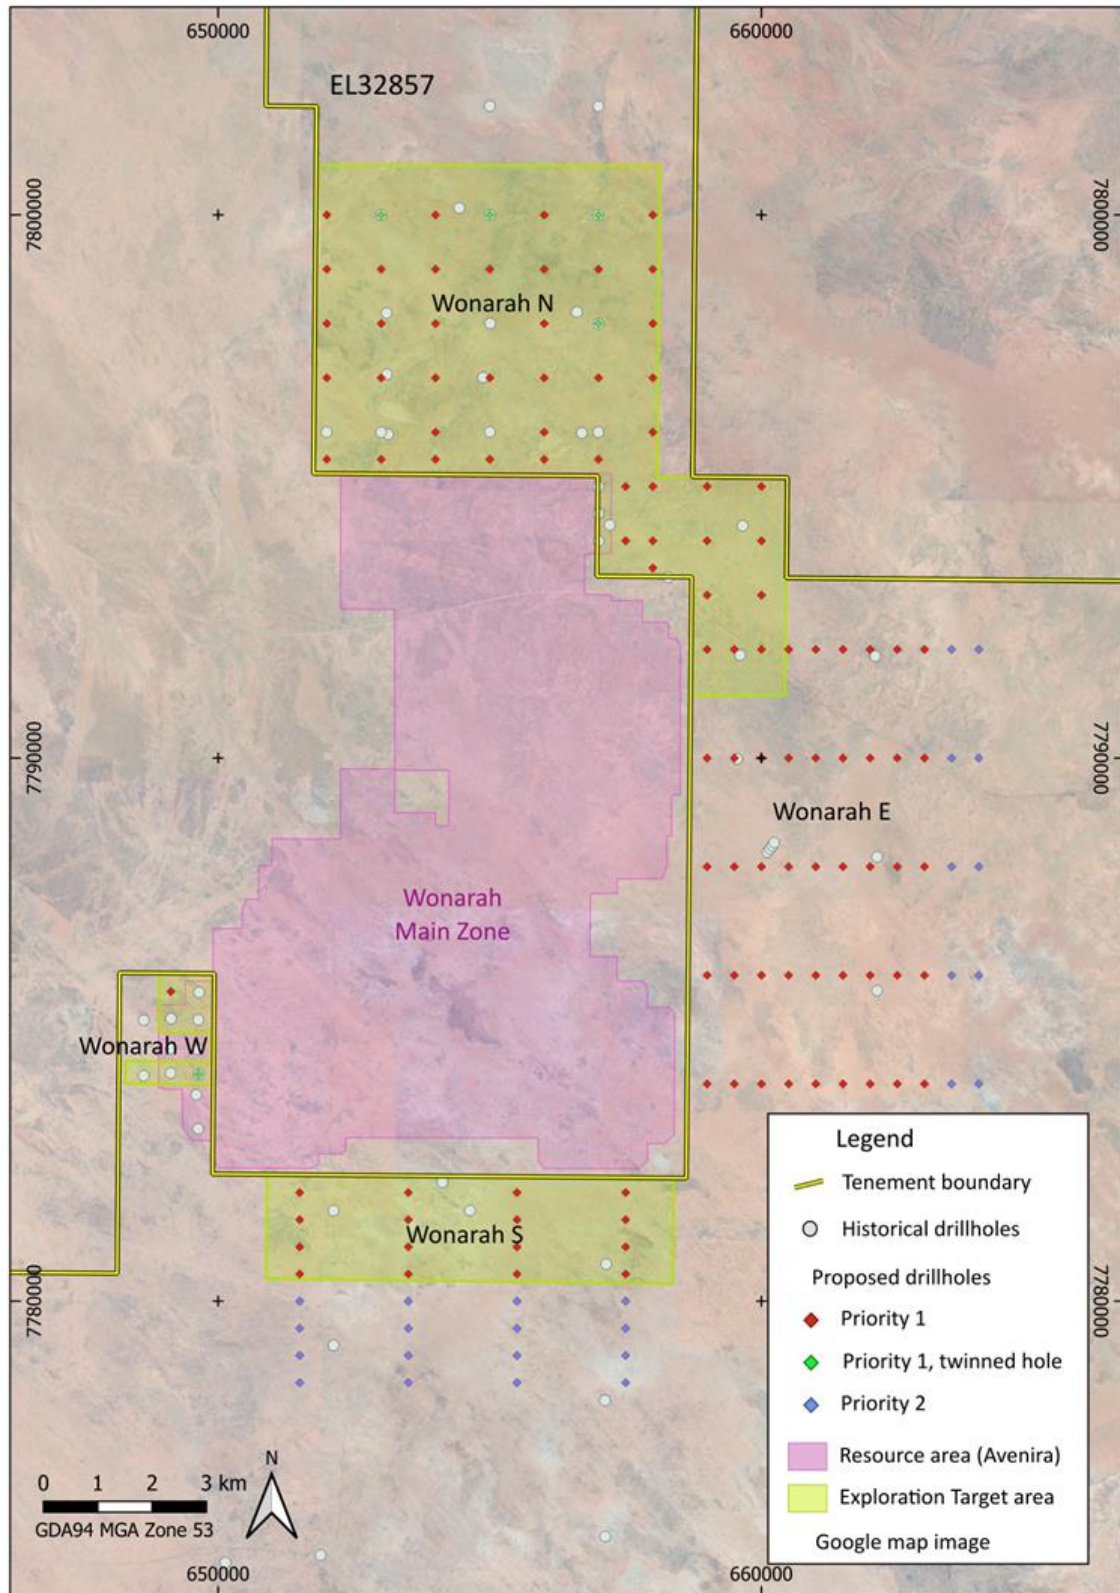 650000
660000
EL32857
7800000
7800000
Wonarah N
7790000
7790000
Wonarah E
Wonarah
Main Zone
Wonarah W
Wonarah S
7780000
7780000
Legend
Tenement boundary
Historical drillholes
Proposed drillholes
Priority 1
Priority 1, twinned hole
Priority 2
Resource area (Avenira)
Exploration Target area
Google map image
N
0 1 2 3 km
GDA94 MGA Zone 53
650000
660000